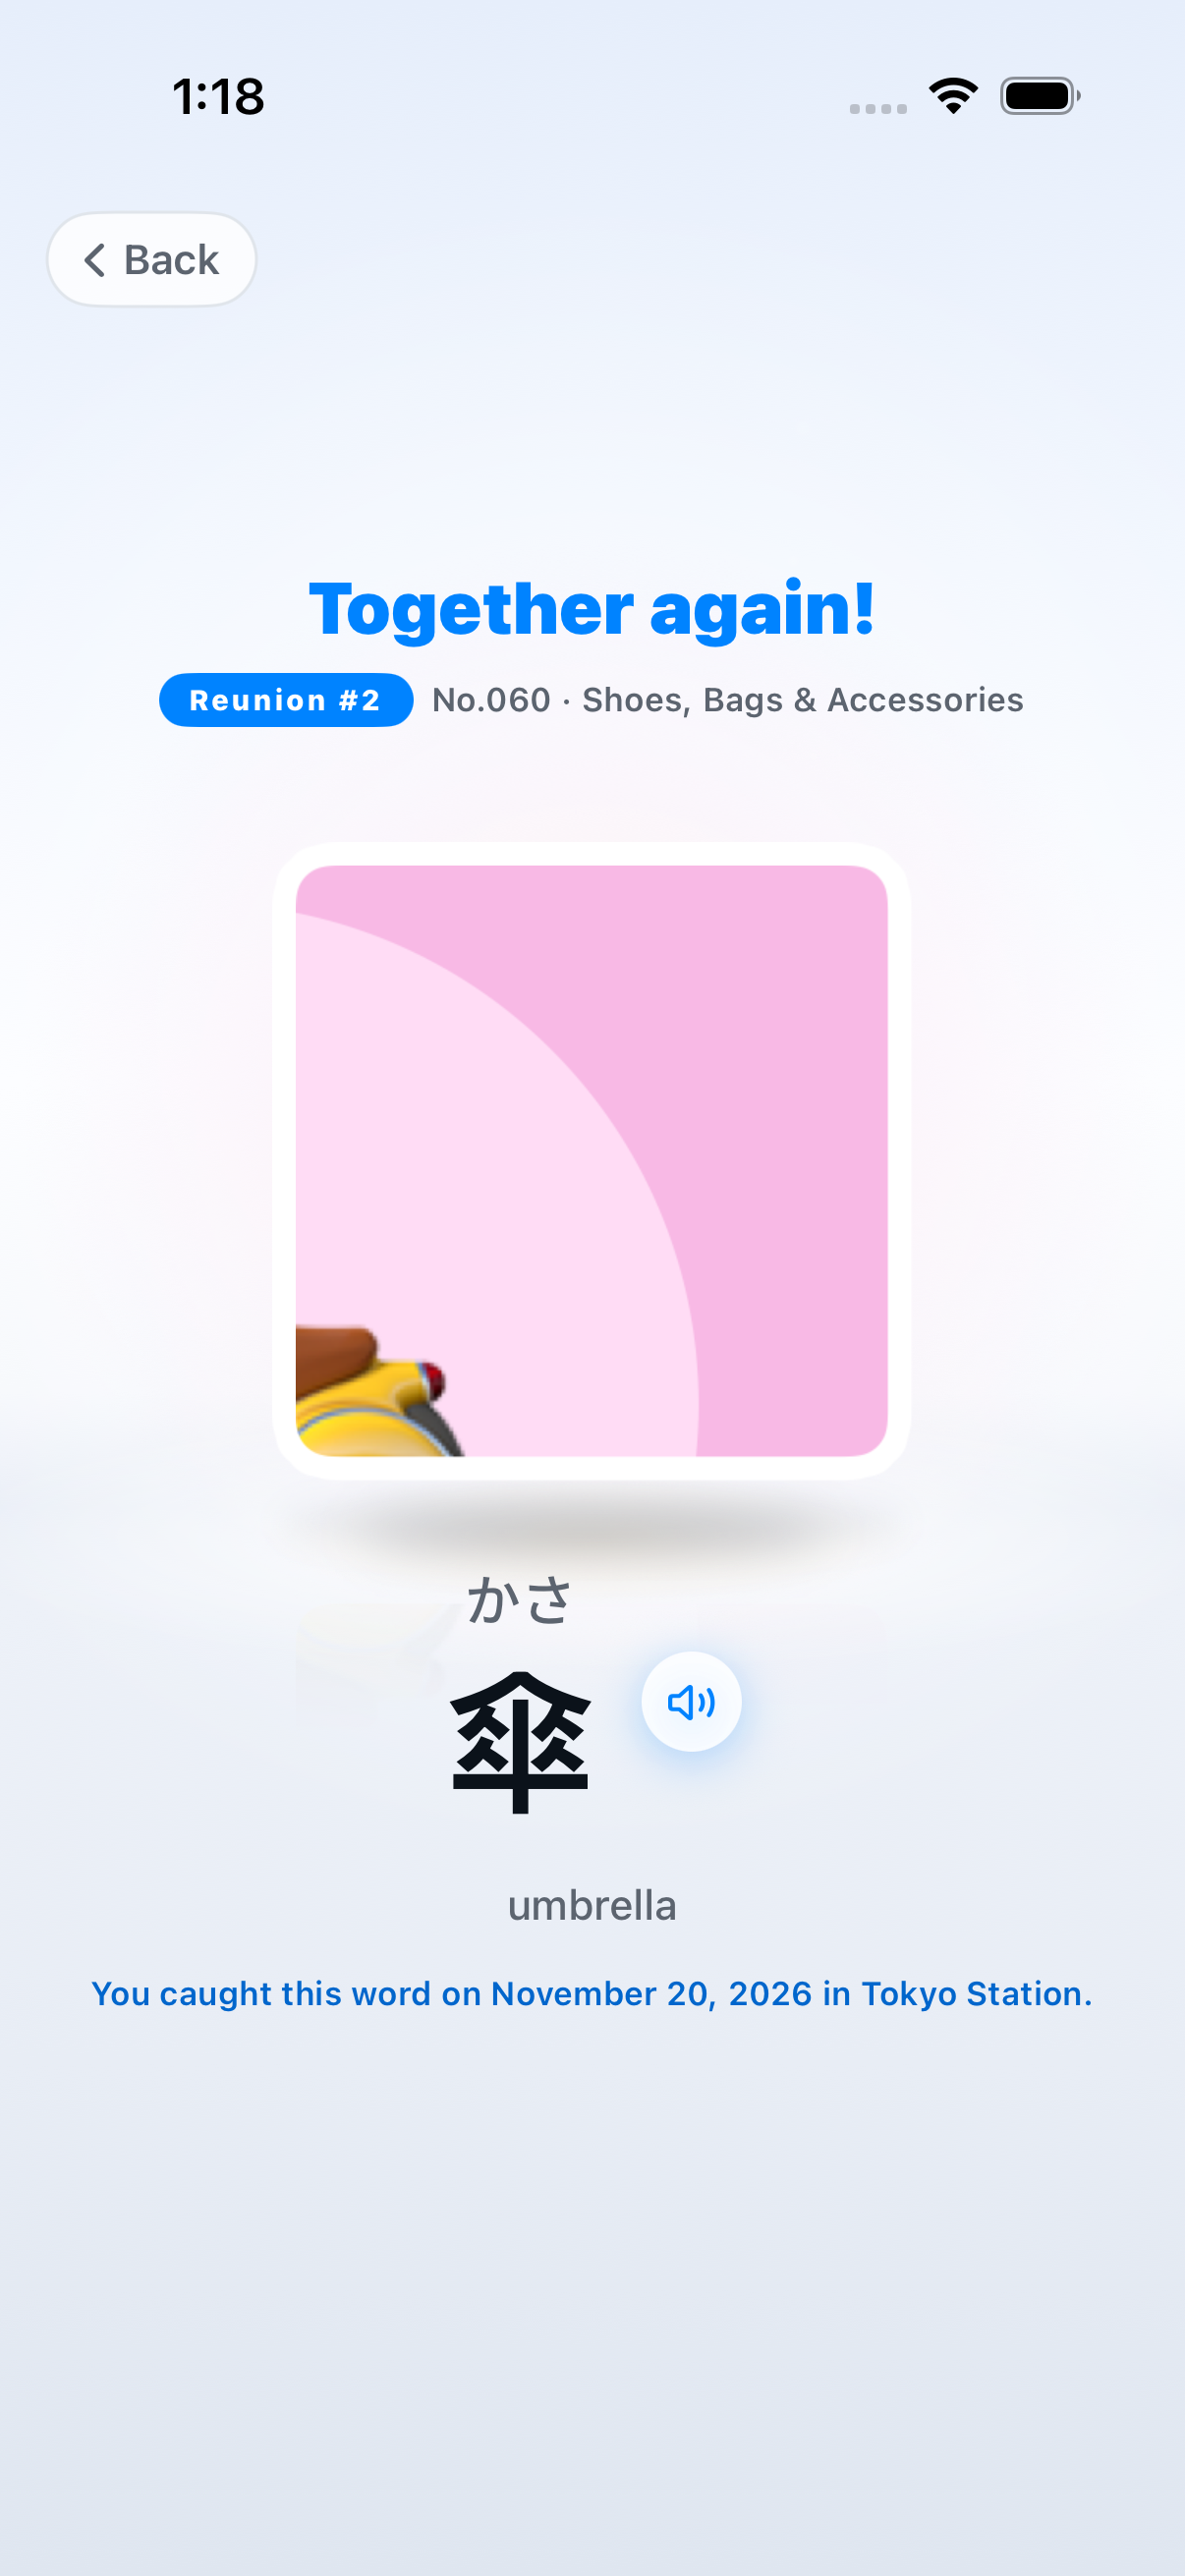 1:18
Back
Together again!
Reunion #2 No.060 · Shoes, Bags & Accessories
かさ
傘
umbrella
You caught this word on November 20, 2026 in Tokyo Station.